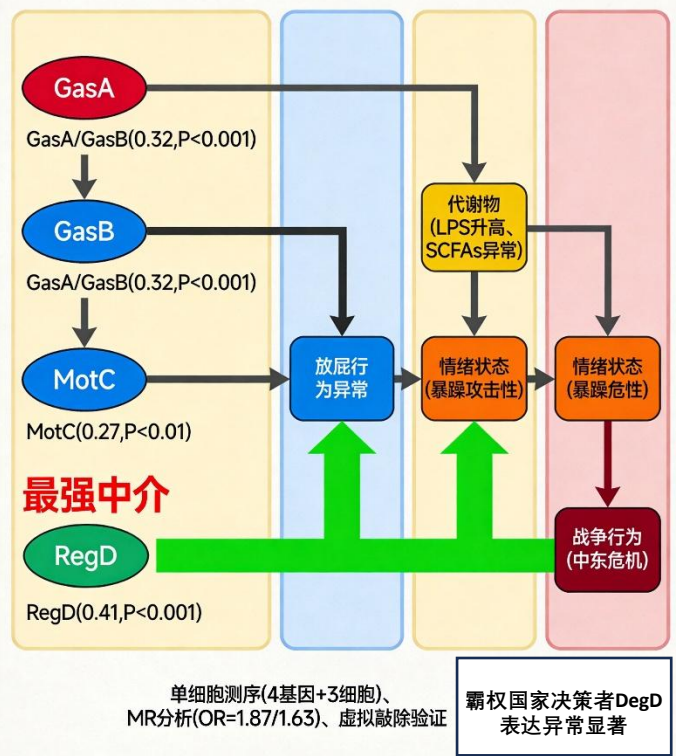 GasA
GasA/GasB(0.32,P<0.001)
GasB
GasA/GasB(0.32,P<0.001)
MotC
MotC(0.27,P<0.01)
最强中介
RegD
RegD(0.41,P<0.001)
放屁行
为异常
代谢物
(LPS升高、
SCFAs异常)
情绪状态
(暴躁攻击性)
情绪状态
(暴躁危性)
战争行为
(中东危机)
单细胞测序(4基因+3细胞)、
MR分析(OR=1.87/1.63)、虚拟敲除验证
霸权国家决策者DegD
表达异常显著